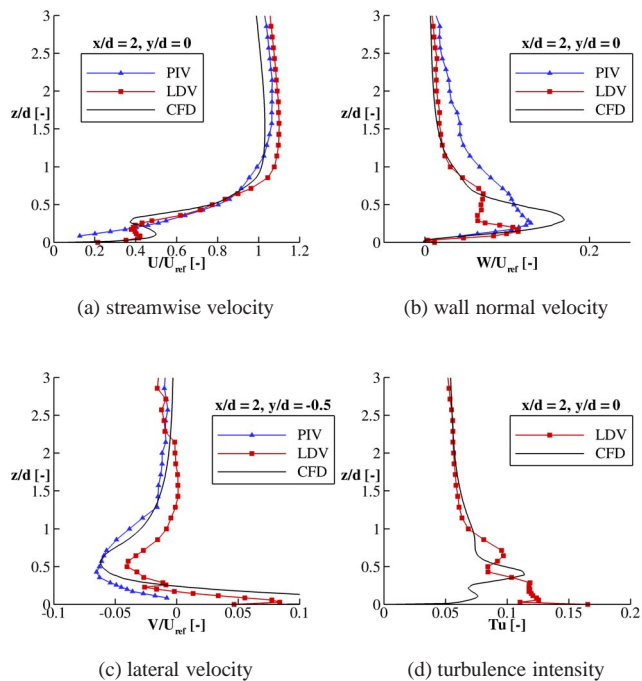 x/d = 2, y/d = 0
PIV
LDV
CFD
z/d [-]
3
2.5
2
1.5
1
0.5
0
0
0.2
0.4
0.6
0.8
1
1.2
U/Uref [-]
(a) streamwise velocity
x/d = 2, y/d = 0
PIV
LDV
CFD
z/d [-]
3
2.5
2
1.5
1
0.5
0
0
0.2
W/Uref [-]
(b) wall normal velocity
x/d = 2, y/d = -0.5
PIV
LDV
CFD
z/d [-]
3
2.5
2
1.5
1
0.5
0
-0.1
-0.05
0
0.05
0.1
V/Uref [-]
(c) lateral velocity
x/d = 2, y/d = 0
LDV
CFD
z/d [-]
3
2.5
2
1.5
1
0.5
0
0
0.05
0.1
0.15
0.2
Tu [-]
(d) turbulence intensity